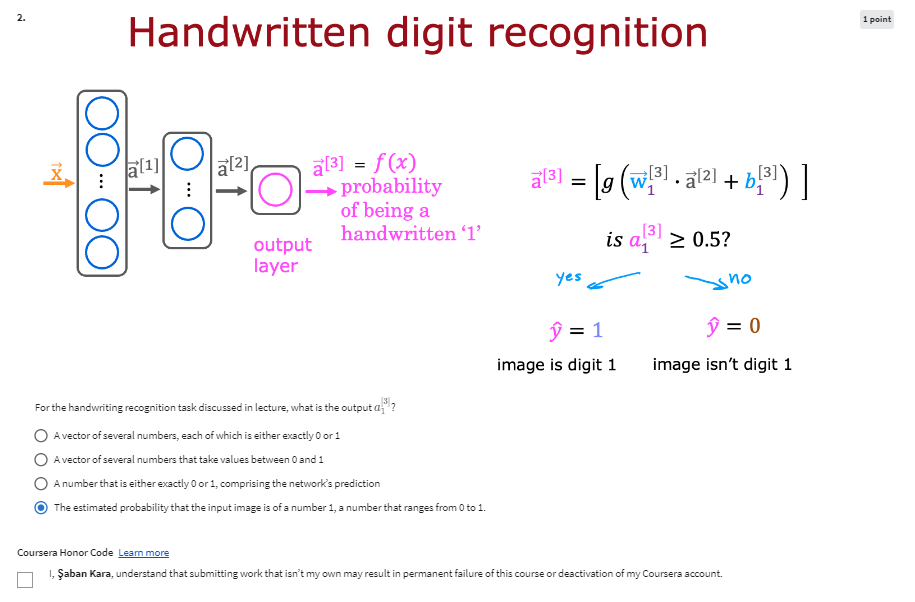 2.
Handwritten digit recognition
1 point
x⃗
a⃗[1]
a⃗[2]
a⃗[3] = f(x)
probability
of being a
handwritten ‘1’
output
layer
a⃗[3] = [g (w⃗1[3] · a⃗[2] + b1[3]) ]
is a1[3] ≥ 0.5?
yes
no
ŷ = 1
ŷ = 0
image is digit 1
image isn’t digit 1
For the handwriting recognition task discussed in lecture, what is the output a1[3]?
A vector of several numbers, each of which is either exactly 0 or 1
A vector of several numbers that take values between 0 and 1
A number that is either exactly 0 or 1, comprising the network’s prediction
The estimated probability that the input image is of a number 1, a number that ranges from 0 to 1.
Coursera Honor Code Learn more
I, Şaban Kara, understand that submitting work that isn’t my own may result in permanent failure of this course or deactivation of my Coursera account.